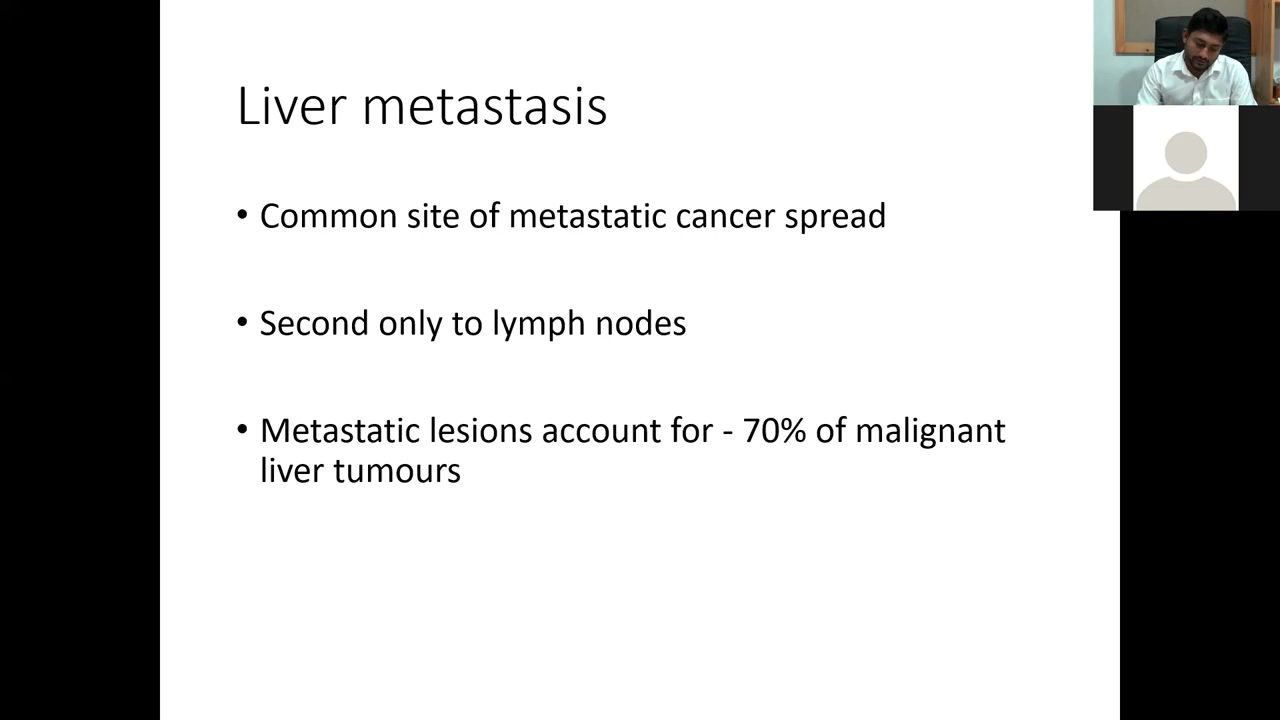 Liver metastasis
• Common site of metastatic cancer spread
• Second only to lymph nodes
• Metastatic lesions account for - 70% of malignant
liver tumours